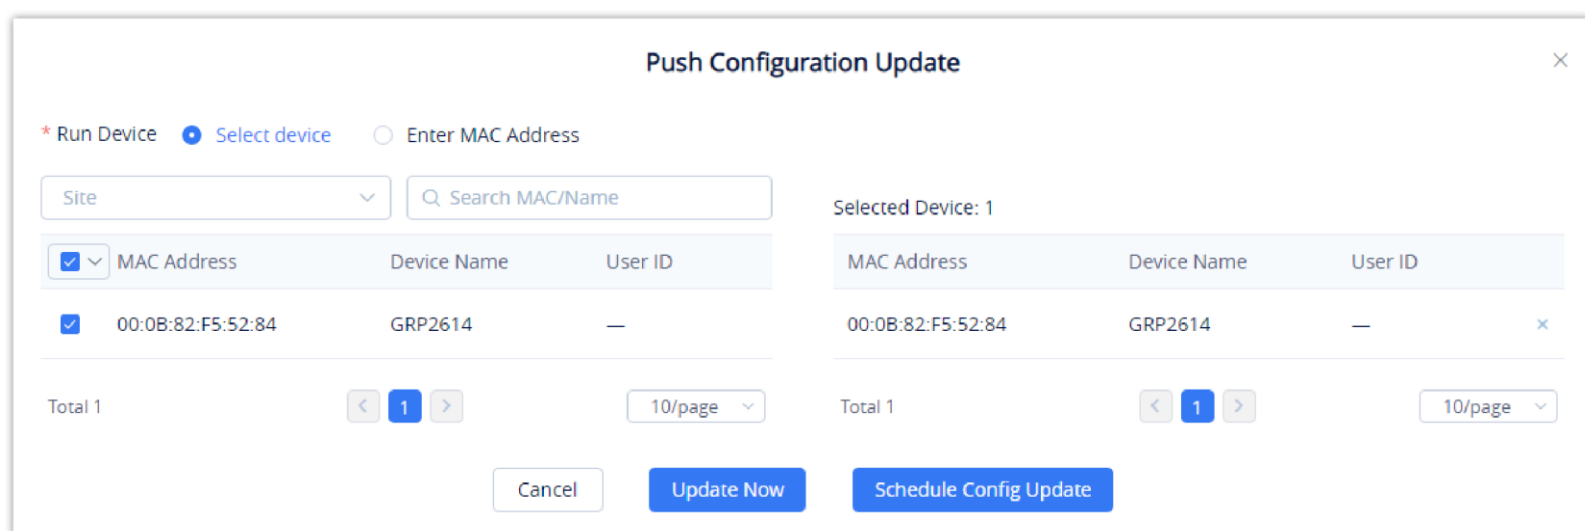 Push Configuration Update
* Run Device Select device Enter MAC Address
Site Search MAC/Name
Selected Device: 1
MAC Address Device Name User ID MAC Address Device Name User ID
00:0B:82:F5:52:84 GRP2614 — 00:0B:82:F5:52:84 GRP2614 —
Total 1 1 10/page Total 1 1 10/page
Cancel Update Now Schedule Config Update